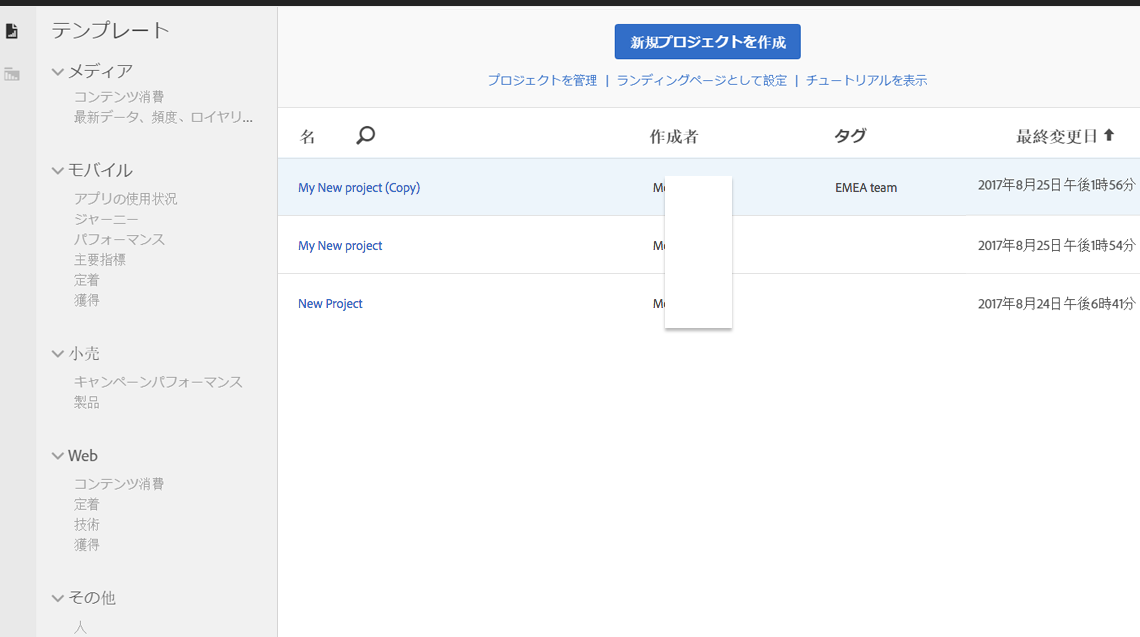 テンプレート
メディア
コンテンツ消費
最新データ、頻度、ロイヤリ...
モバイル
アプリの使用状況
ジャーニー
パフォーマンス
主要指標
定着
獲得
小売
キャンペーンパフォーマンス
製品
Web
コンテンツ消費
定着
技術
獲得
その他
人
新規プロジェクトを作成
プロジェクトを管理 | ランディングページとして設定 | チュートリアルを表示
名 作成者 タグ 最終変更日
My New project (Copy) EMEA team 2017年8月25日午後1時56分
My New project 2017年8月25日午後1時54分
New Project 2017年8月24日午後6時41分